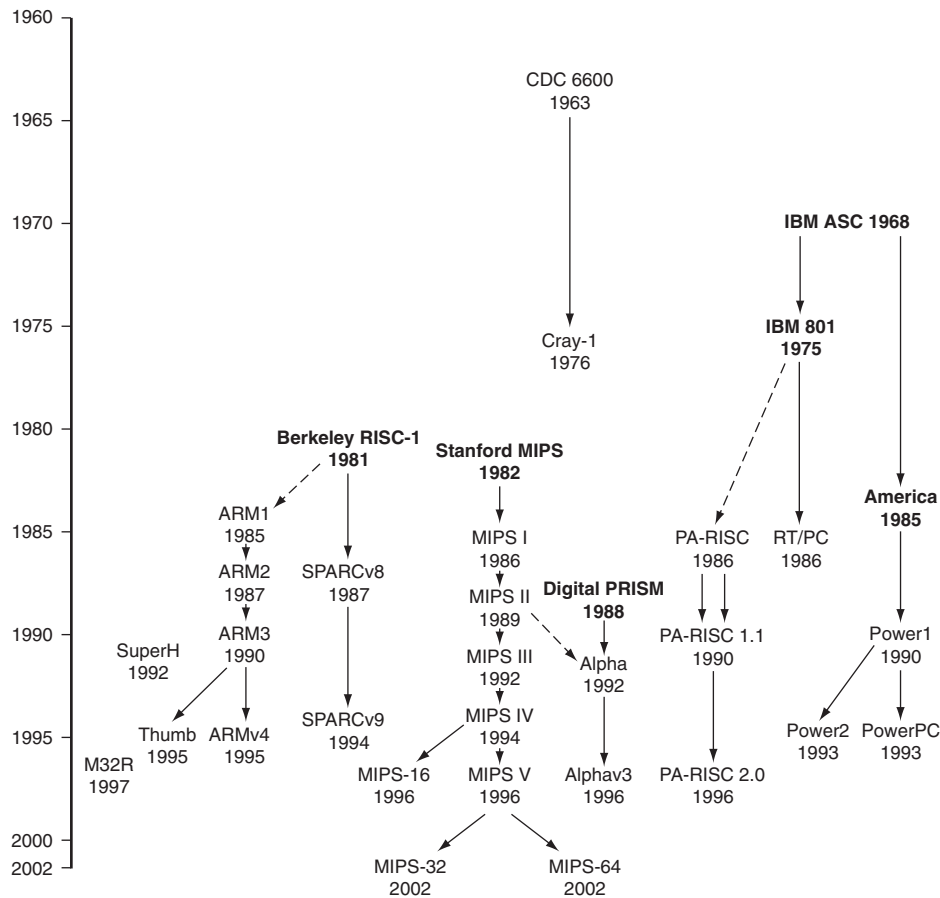 1960
CDC 6600
1963
1965
1970
IBM ASC 1968
1975
IBM 801
1975
Cray-1
1976
1980
Berkeley RISC-1
1981
Stanford MIPS
1982
America
1985
ARM1
1985
1985
MIPS I
1986
PA-RISC
1986
RT/PC
1986
ARM2
1987
SPARCv8
1987
MIPS II
1989
Digital PRISM
1988
1990
SuperH
1992
ARM3
1990
MIPS III
1992
Alpha
1992
PA-RISC 1.1
1990
Power1
1990
1995
Thumb
1995
ARMv4
1995
SPARCv9
1994
MIPS IV
1994
Power2
1993
PowerPC
1993
M32R
1997
MIPS-16
1996
MIPS V
1996
Alphav3
1996
PA-RISC 2.0
1996
2000
2002
MIPS-32
2002
MIPS-64
2002